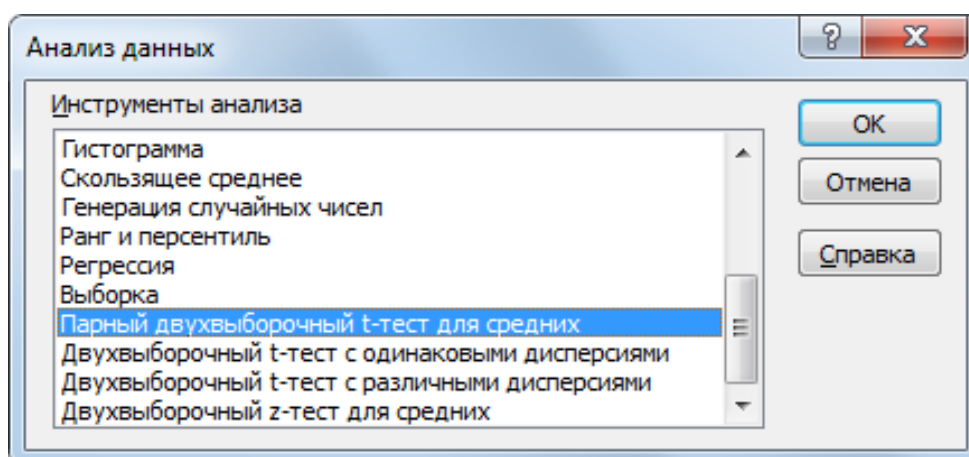 Анализ данных
Инструменты анализа
Гистограмма
Скользящее среднее
Генерация случайных чисел
Ранг и персентиль
Регрессия
Выборка
Парный двухвыборочный t-тест для средних
Двухвыборочный t-тест с одинаковыми дисперсиями
Двухвыборочный t-тест с различными дисперсиями
Двухвыборочный z-тест для средних
ОК
Отмена
Справка